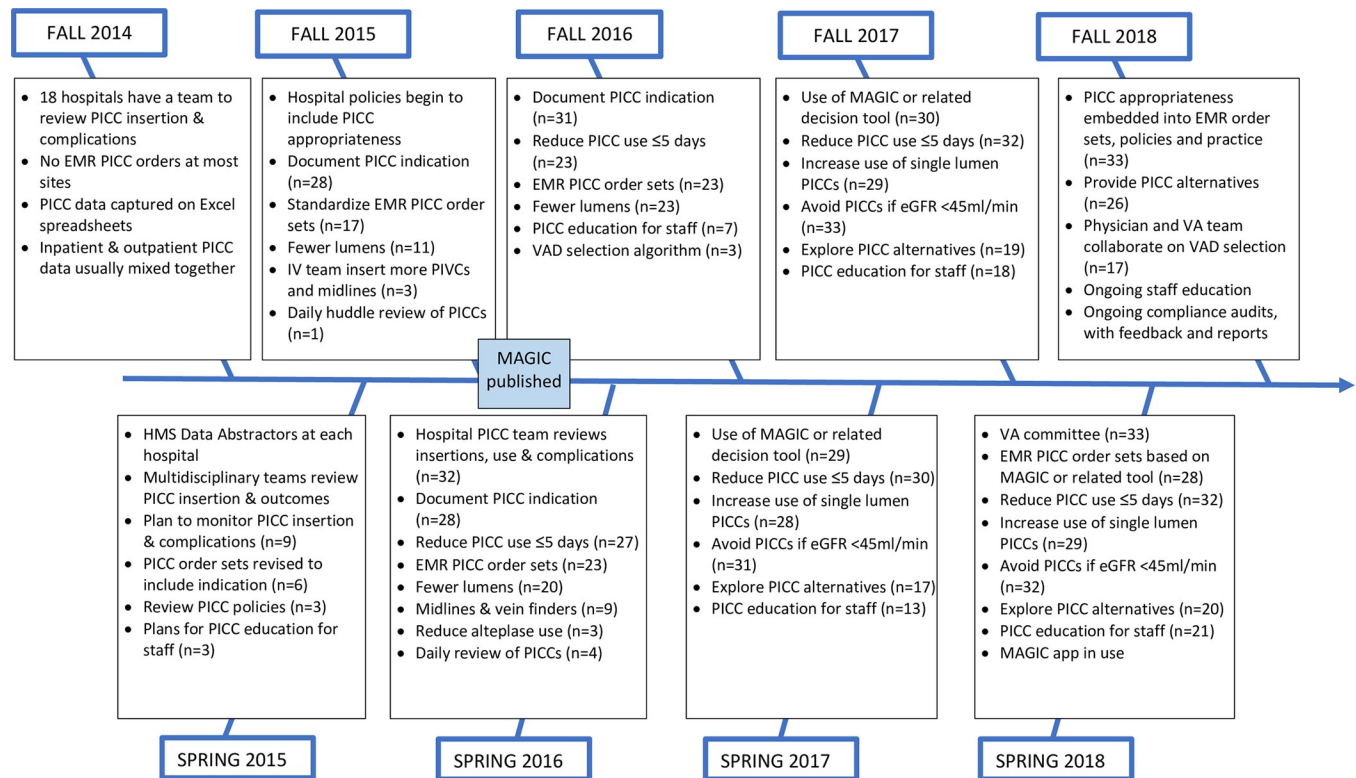 FALL 2014
• 18 hospitals have a team to
review PICC insertion &
complications
• No EMR PICC orders at most
sites
• PICC data captured on Excel
spreadsheets
• Inpatient & outpatient PICC
data usually mixed together
FALL 2015
• Hospital policies begin to
include PICC
appropriateness
• Document PICC indication
(n=28)
• Standardize EMR PICC order
sets (n=17)
• Fewer lumens (n=11)
• IV team insert more PIVCs
and midlines (n=3)
• Daily huddle review of PICCs
(n=1)
FALL 2016
• Document PICC indication
(n=31)
• Reduce PICC use ≤5 days
(n=23)
• EMR PICC order sets (n=23)
• Fewer lumens (n=23)
• PICC education for staff (n=7)
• VAD selection algorithm (n=3)
FALL 2017
• Use of MAGIC or related
decision tool (n=30)
• Reduce PICC use ≤5 days (n=32)
• Increase use of single lumen
PICCs (n=29)
• Avoid PICCs if eGFR <45ml/min
(n=33)
• Explore PICC alternatives (n=19)
• PICC education for staff (n=18)
FALL 2018
• PICC appropriateness
embedded into EMR order
sets, policies and practice
(n=33)
• Provide PICC alternatives
(n=26)
• Physician and VA team
collaborate on VAD selection
(n=17)
• Ongoing staff education
• Ongoing compliance audits,
with feedback and reports
MAGIC
published
• HMS Data Abstractors at each
hospital
• Multidisciplinary teams review
PICC insertion & outcomes
• Plan to monitor PICC insertion
& complications (n=9)
• PICC order sets revised to
include indication (n=6)
• Review PICC policies (n=3)
• Plans for PICC education for
staff (n=3)
SPRING 2015
• Hospital PICC team reviews
insertions, use & complications
(n=32)
• Document PICC indication
(n=28)
• Reduce PICC use ≤5 days (n=27)
• EMR PICC order sets (n=23)
• Fewer lumens (n=20)
• Midlines & vein finders (n=9)
• Reduce alteplase use (n=3)
• Daily review of PICCs (n=4)
SPRING 2016
• Use of MAGIC or related
decision tool (n=29)
• Reduce PICC use ≤5 days (n=30)
• Increase use of single lumen
PICCs (n=28)
• Avoid PICCs if eGFR <45ml/min
(n=31)
• Explore PICC alternatives (n=17)
• PICC education for staff (n=13)
SPRING 2017
• VA committee (n=33)
• EMR PICC order sets based on
MAGIC or related tool (n=28)
• Reduce PICC use ≤5 days (n=32)
• Increase use of single lumen
PICCs (n=29)
• Avoid PICCs if eGFR <45ml/min
(n=32)
• Explore PICC alternatives (n=20)
• PICC education for staff (n=21)
• MAGIC app in use
SPRING 2018